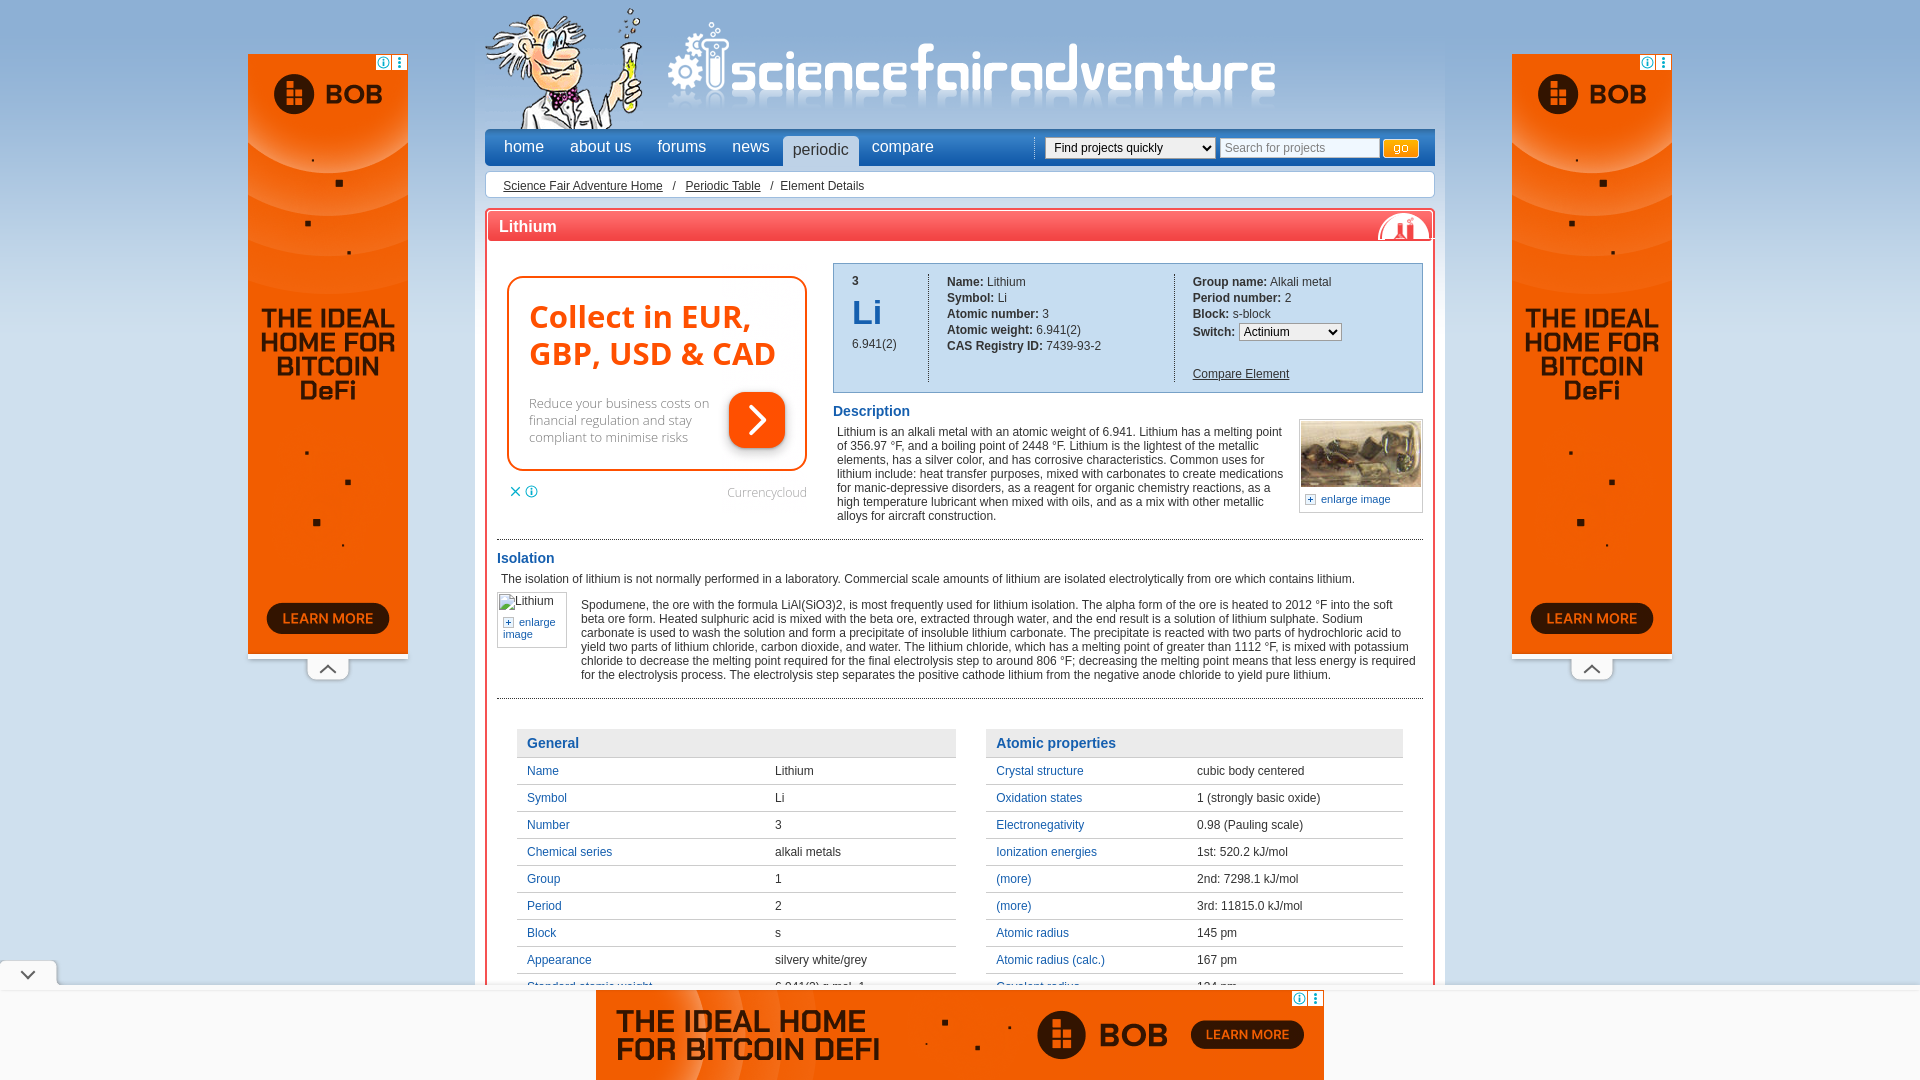 sciencefairadventure
home about us forums news periodic compare Find projects quickly Search for projects go
Science Fair Adventure Home / Periodic Table / Element Details
Lithium
BOB
THE IDEAL
HOME FOR
BITCOIN
DeFi
LEARN MORE
Collect in EUR,
GBP, USD & CAD
Reduce your business costs on
financial regulation and stay
compliant to minimise risks
Currencycloud
3
Li
6.941(2)
Name: Lithium
Symbol: Li
Atomic number: 3
Atomic weight: 6.941(2)
CAS Registry ID: 7439-93-2
Group name: Alkali metal
Period number: 2
Block: s-block
Switch: Actinium
Compare Element
Description
Lithium is an alkali metal with an atomic weight of 6.941. Lithium has a melting point
of 356.97 °F, and a boiling point of 2448 °F. Lithium is the lightest of the metallic
elements, has a silver color, and has corrosive characteristics. Common uses for
lithium include: heat transfer purposes, mixed with carbonates to create medications
for manic-depressive disorders, as a reagent for organic chemistry reactions, as a
high temperature lubricant when mixed with oils, and as a mix with other metallic
alloys for aircraft construction.
enlarge image
BOB
THE IDEAL
HOME FOR
BITCOIN
DeFi
LEARN MORE
Isolation
The isolation of lithium is not normally performed in a laboratory. Commercial scale amounts of lithium are isolated electrolytically from ore which contains lithium.
Lithium
enlarge
image
Spodumene, the ore with the formula LiAl(SiO3)2, is most frequently used for lithium isolation. The alpha form of the ore is heated to 2012 °F into the soft
beta ore form. Heated sulphuric acid is mixed with the beta ore, extracted through water, and the end result is a solution of lithium sulphate. Sodium
carbonate is used to wash the solution and form a precipitate of insoluble lithium carbonate. The precipitate is reacted with two parts of hydrochloric acid to
yield two parts of lithium chloride, carbon dioxide, and water. The lithium chloride, which has a melting point of greater than 1112 °F, is mixed with potassium
chloride to decrease the melting point required for the final electrolysis step to around 806 °F; decreasing the melting point means that less energy is required
for the electrolysis process. The electrolysis step separates the positive cathode lithium from the negative anode chloride to yield pure lithium.
General
Name Lithium
Symbol Li
Number 3
Chemical series alkali metals
Group 1
Period 2
Block s
Appearance silvery white/grey
Standard atomic weight 6.941(2) g mol-1
Atomic properties
Crystal structure cubic body centered
Oxidation states 1 (strongly basic oxide)
Electronegativity 0.98 (Pauling scale)
Ionization energies 1st: 520.2 kJ/mol
(more) 2nd: 7298.1 kJ/mol
(more) 3rd: 11815.0 kJ/mol
Atomic radius 145 pm
Atomic radius (calc.) 167 pm
Covalent radius 134 pm
THE IDEAL HOME
FOR BITCOIN DEFI
BOB
LEARN MORE